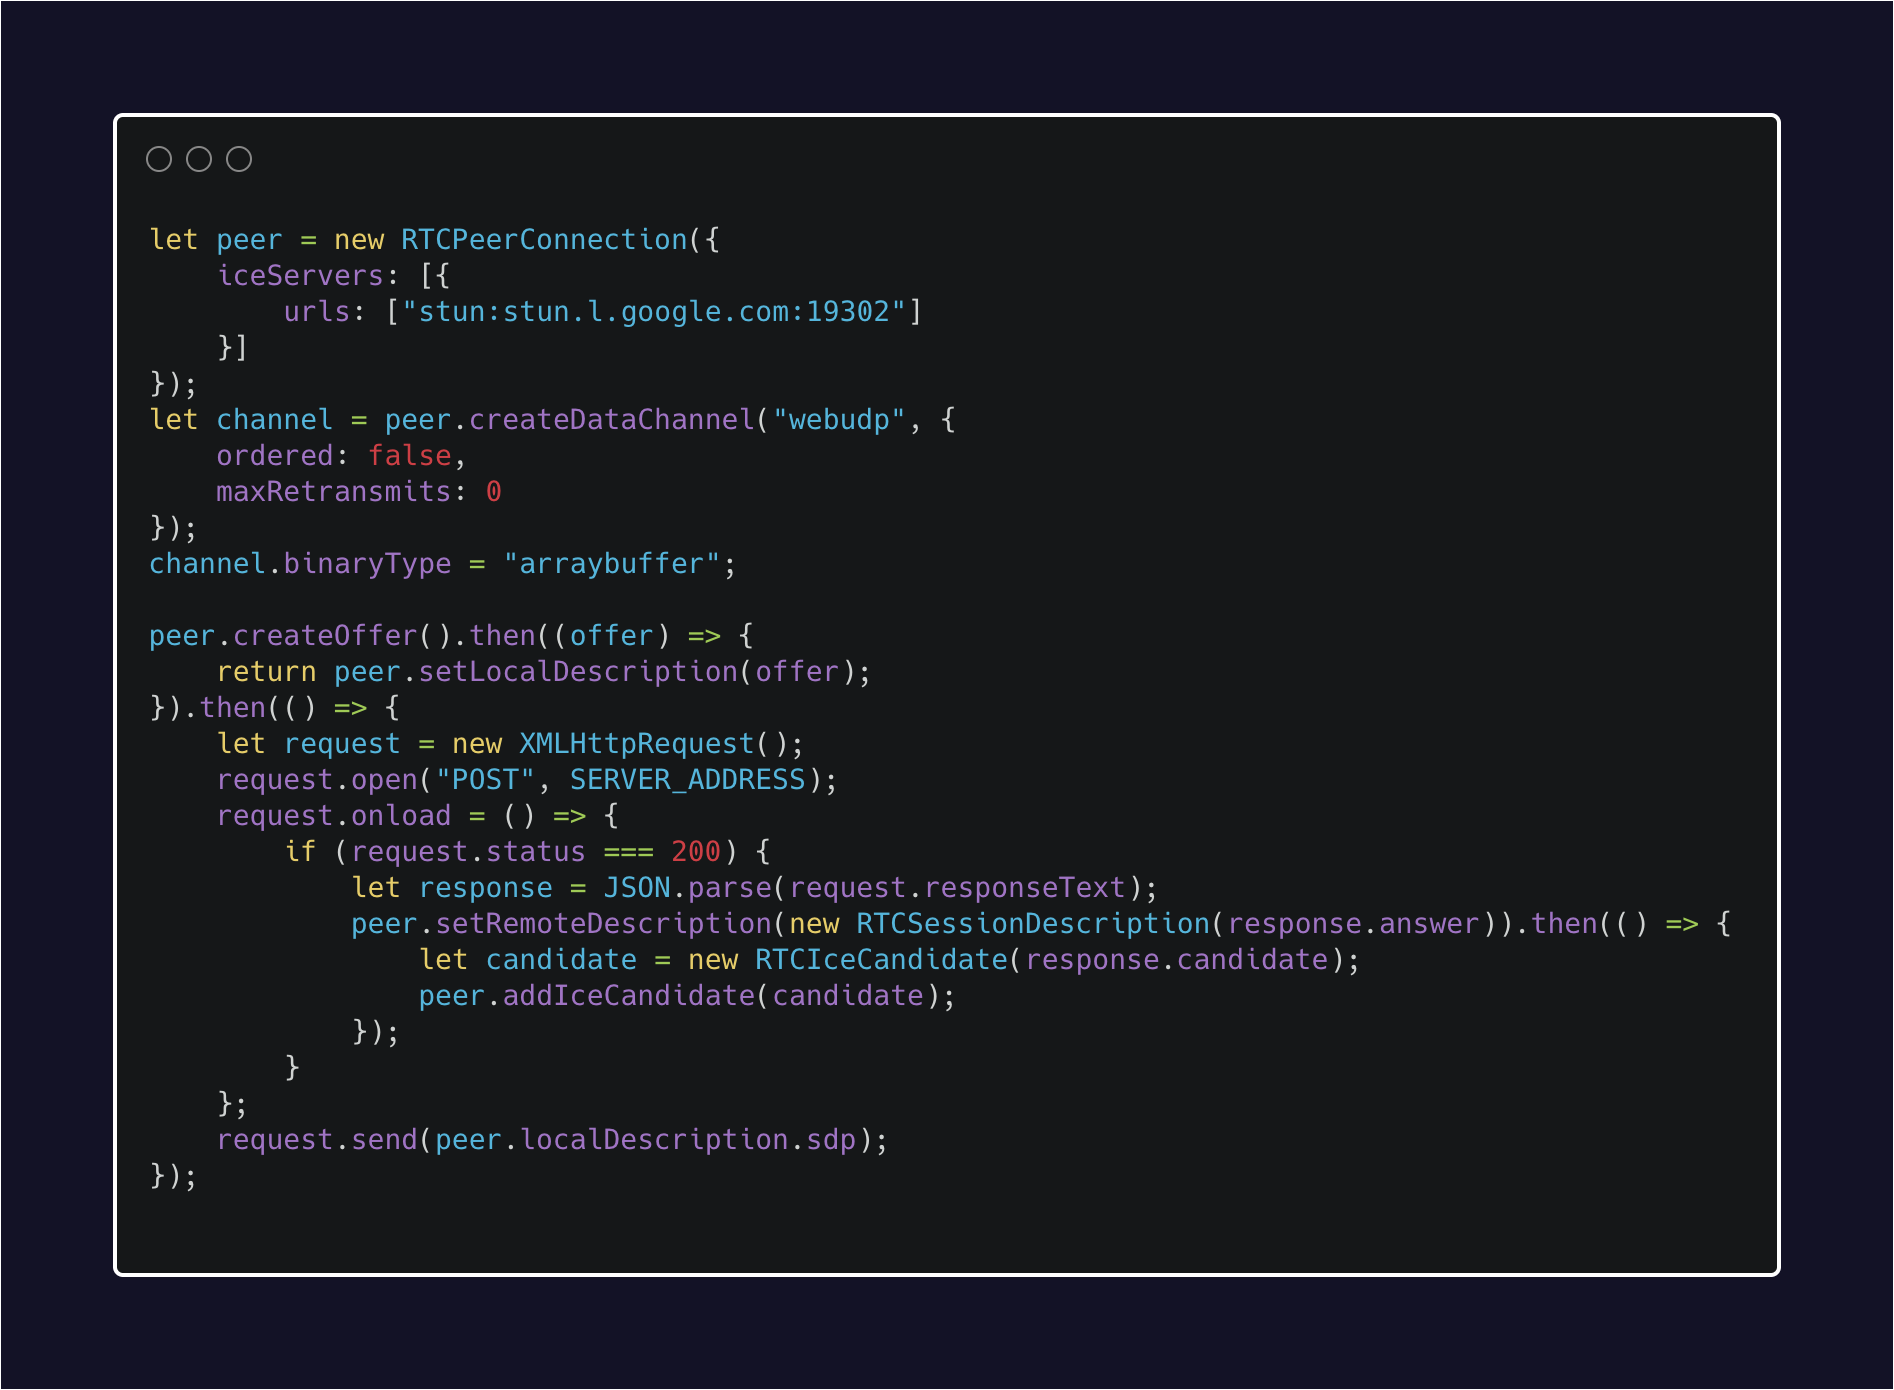 let peer = new RTCPeerConnection({
    iceServers: [{
        urls: ["stun:stun.l.google.com:19302"]
    }]
});
let channel = peer.createDataChannel("webudp", {
    ordered: false,
    maxRetransmits: 0
});
channel.binaryType = "arraybuffer";

peer.createOffer().then((offer) => {
    return peer.setLocalDescription(offer);
}).then(() => {
    let request = new XMLHttpRequest();
    request.open("POST", SERVER_ADDRESS);
    request.onload = () => {
        if (request.status === 200) {
            let response = JSON.parse(request.responseText);
            peer.setRemoteDescription(new RTCSessionDescription(response.answer)).then(() => {
                let candidate = new RTCIceCandidate(response.candidate);
                peer.addIceCandidate(candidate);
            });
        }
    };
    request.send(peer.localDescription.sdp);
});